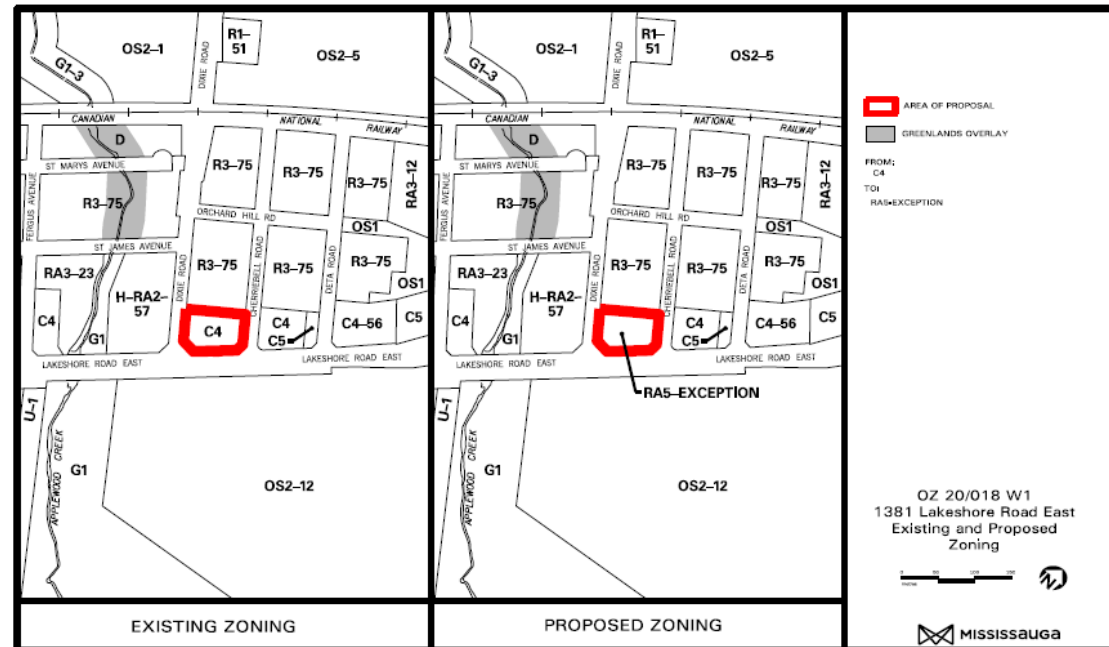 OS2–1
R1–
51
OS2–5
G1–3
DIXIE ROAD
CANADIAN
NATIONAL
RAILWAY
D
ST MARYS AVENUE
FERGUS AVENUE
R3–75
R3–75
R3–75
R3–75
RA3–12
ORCHARD HILL RD
OS1
ST JAMES AVENUE
RA3–23
H–RA2–
57
DIXIE ROAD
R3–75
CHERRIEBELL ROAD
R3–75
DETA ROAD
R3–75
OS1
C4
G1
C4
C4
C5
C4–56
C5
LAKESHORE ROAD EAST
LAKESHORE ROAD EAST
U–1
G1
APPLEWOOD CREEK
OS2–12
EXISTING ZONING
OS2–1
R1–
51
OS2–5
G1–3
DIXIE ROAD
CANADIAN
NATIONAL
RAILWAY
D
ST MARYS AVENUE
FERGUS AVENUE
R3–75
R3–75
R3–75
R3–75
RA3–12
ORCHARD HILL RD
OS1
ST JAMES AVENUE
RA3–23
H–RA2–
57
DIXIE ROAD
R3–75
CHERRIEBELL ROAD
R3–75
DETA ROAD
R3–75
OS1
C4
G1
C4
C5
C4–56
C5
LAKESHORE ROAD EAST
LAKESHORE ROAD EAST
RA5–EXCEPTION
U–1
G1
APPLEWOOD CREEK
OS2–12
PROPOSED ZONING
AREA OF PROPOSAL
GREENLANDS OVERLAY
FROM:
C4
TO:
RA5-EXCEPTION
OZ 20/018 W1
1381 Lakeshore Road East
Existing and Proposed
Zoning
MISSISSAUGA